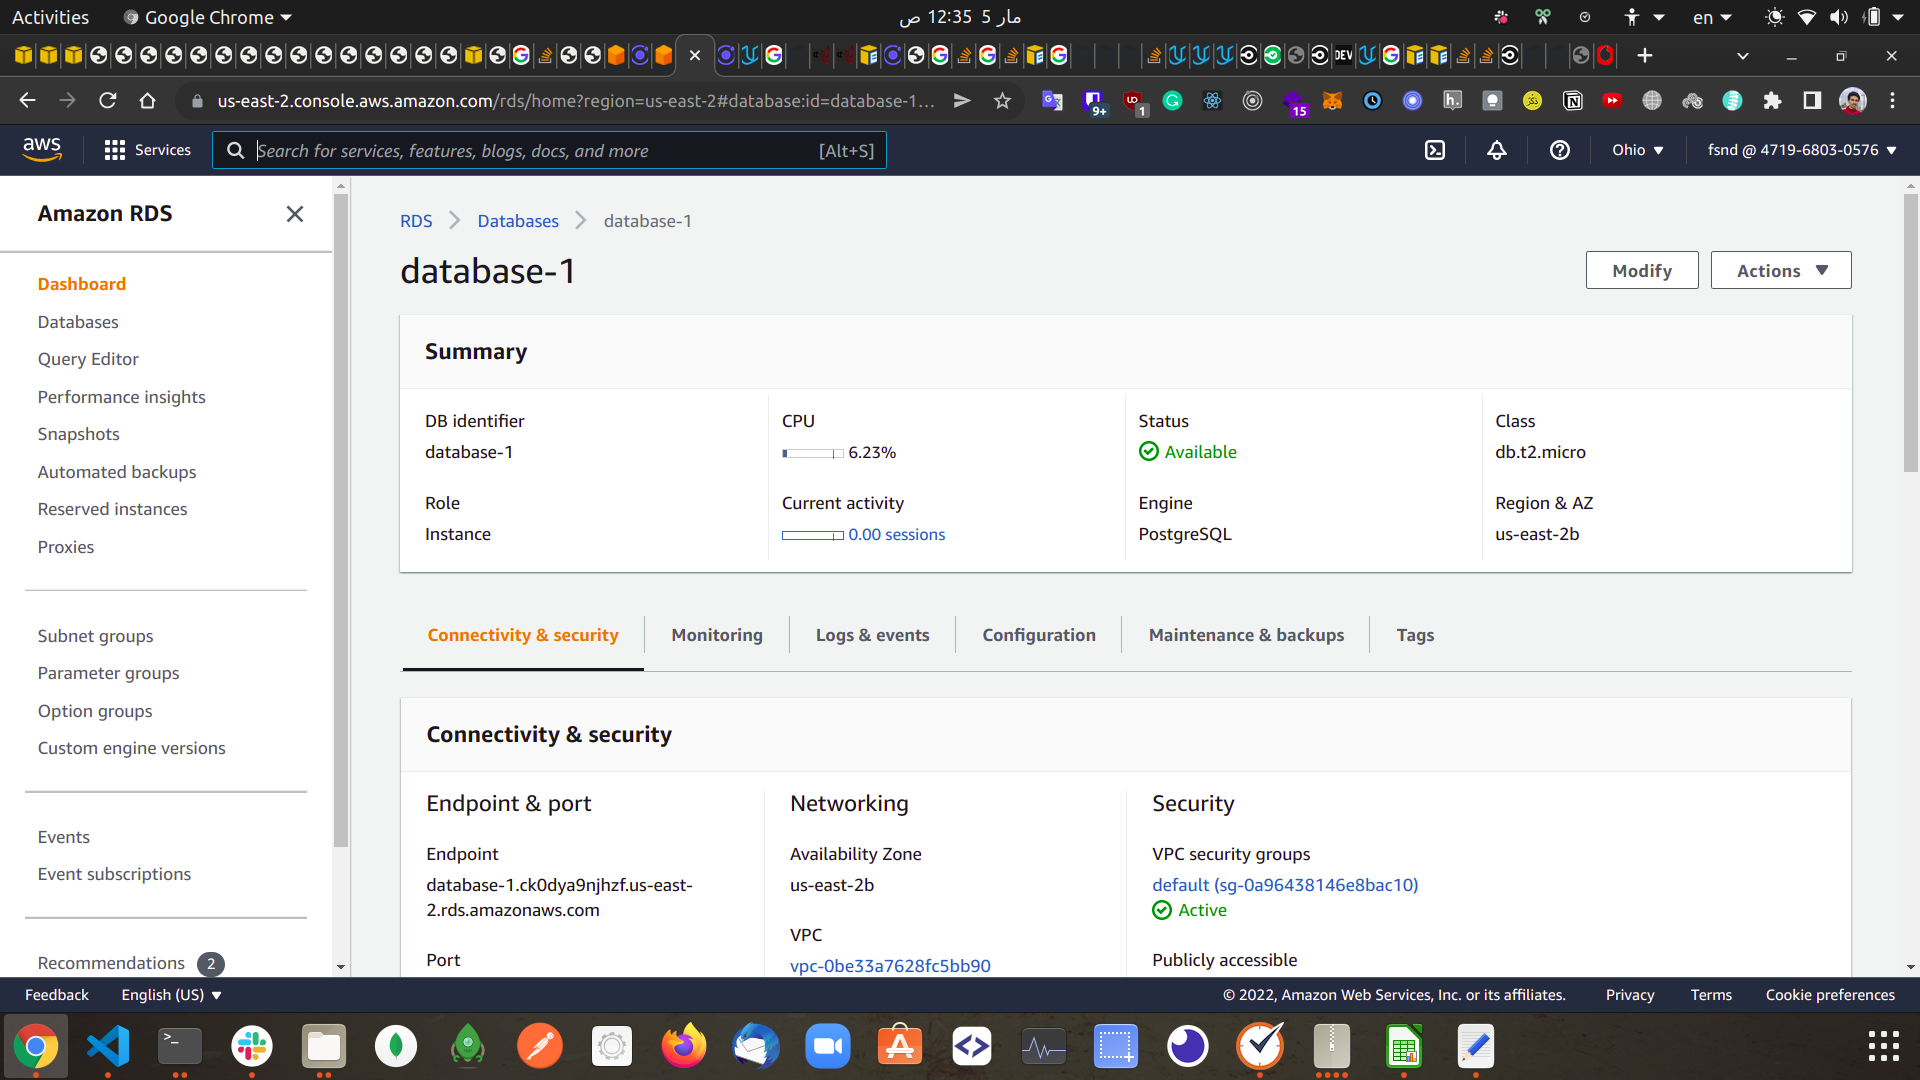 Activities
Google Chrome
مار 5  12:35 ص
en
DEV
us-east-2.console.aws.amazon.com/rds/home?region=us-east-2#database:id=database-1...
9+
1
15
h.
aws
Services
Search for services, features, blogs, docs, and more
[Alt+S]
Ohio
fsnd @ 4719-6803-0576
Amazon RDS
Dashboard
Databases
Query Editor
Performance insights
Snapshots
Automated backups
Reserved instances
Proxies
Subnet groups
Parameter groups
Option groups
Custom engine versions
Events
Event subscriptions
Recommendations 2
RDS
Databases
database-1
database-1
Modify
Actions
Summary
DB identifier
database-1
CPU
6.23%
Status
Available
Class
db.t2.micro
Role
Instance
Current activity
0.00 sessions
Engine
PostgreSQL
Region & AZ
us-east-2b
Connectivity & security
Monitoring
Logs & events
Configuration
Maintenance & backups
Tags
Connectivity & security
Endpoint & port
Endpoint
database-1.ck0dya9njhzf.us-east-
2.rds.amazonaws.com
Port
Networking
Availability Zone
us-east-2b
VPC
vpc-0be33a7628fc5bb90
Security
VPC security groups
default (sg-0a96438146e8bac10)
Active
Publicly accessible
Feedback
English (US)
© 2022, Amazon Web Services, Inc. or its affiliates.
Privacy
Terms
Cookie preferences